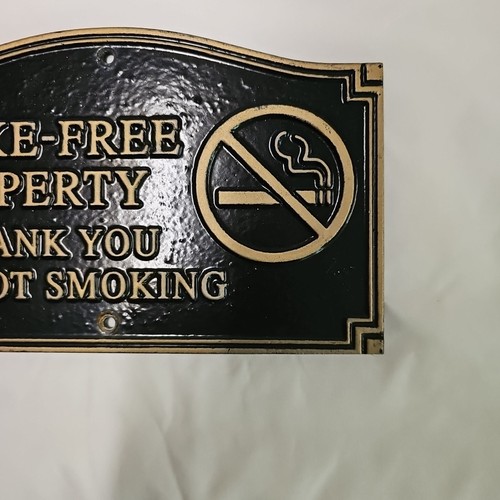 KE-FREE
PERTY
ANK YOU
OT SMOKING